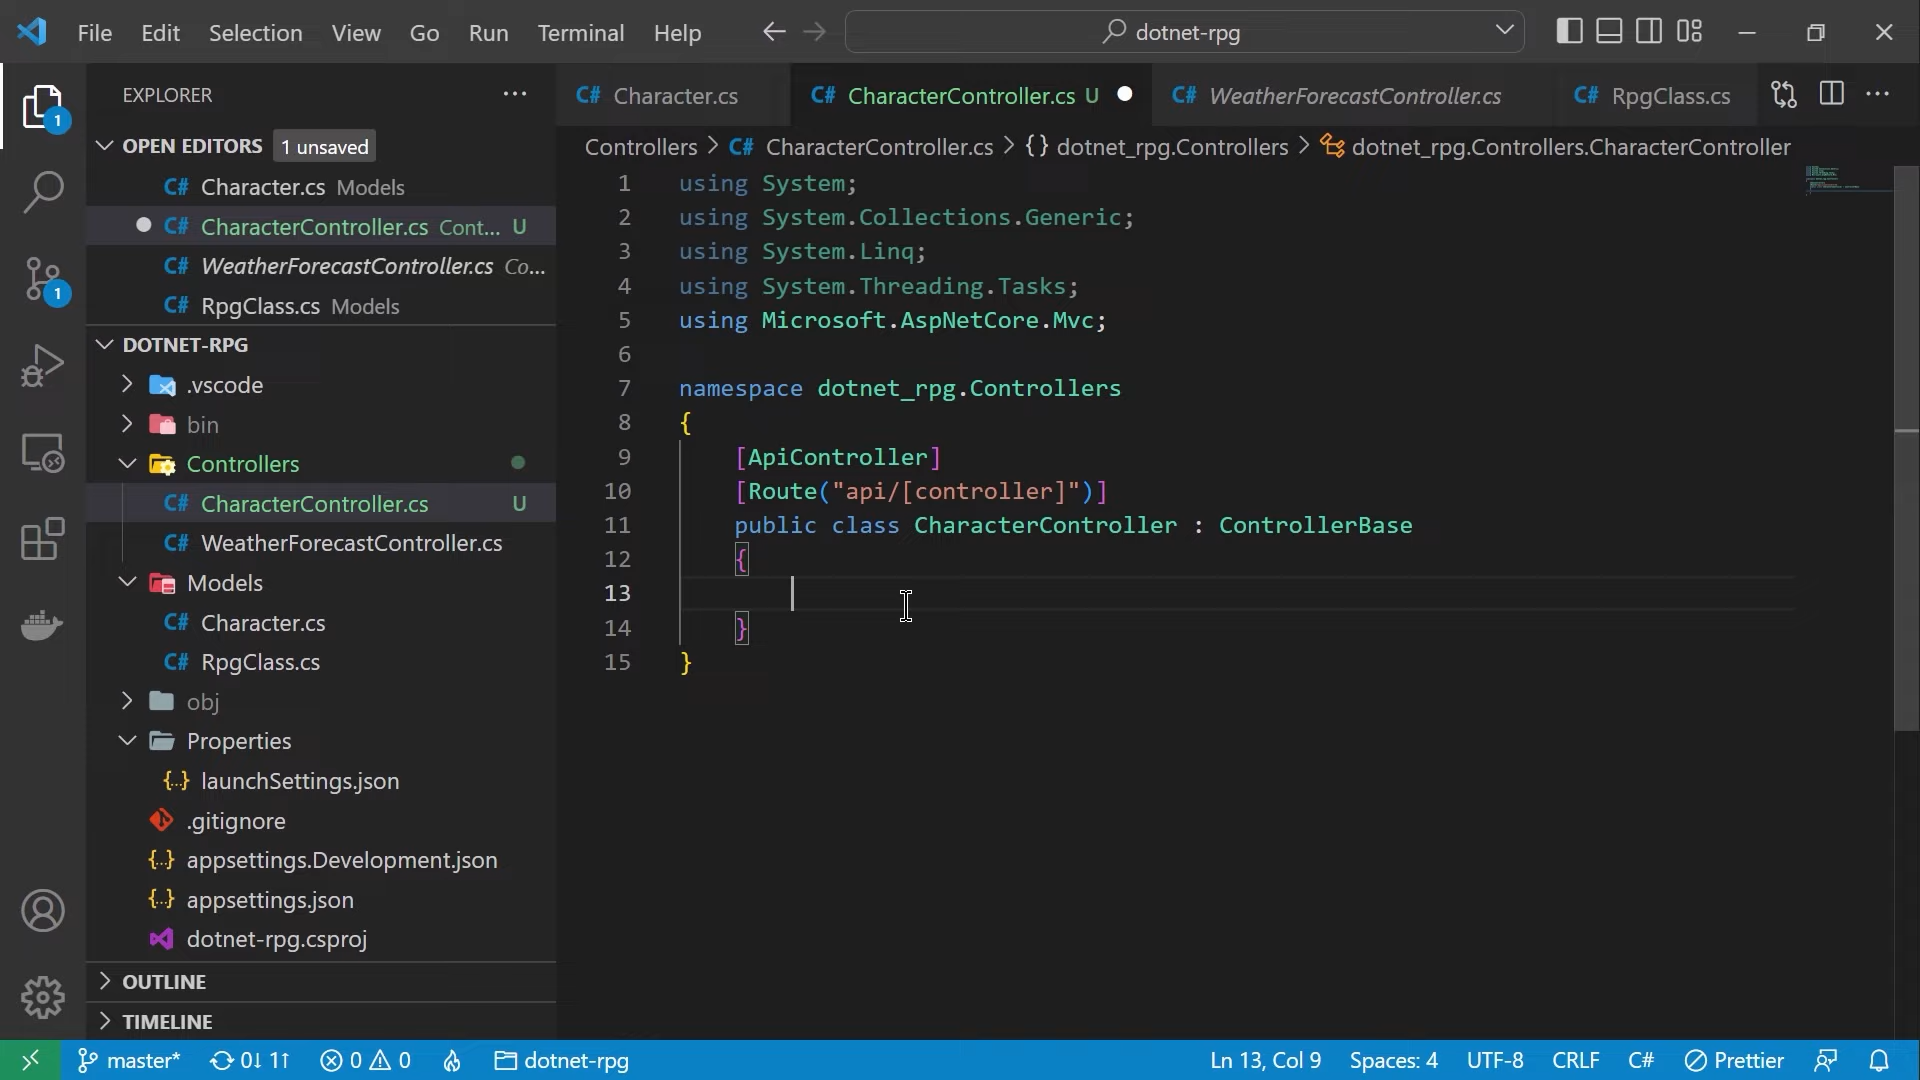 File Edit Selection View Go Run Terminal Help
dotnet-rpg
EXPLORER
OPEN EDITORS 1 unsaved
C# Character.cs Models
C# CharacterController.cs Cont... U
C# WeatherForecastController.cs Co...
C# RpgClass.cs Models
DOTNET-RPG
.vscode
bin
Controllers
C# CharacterController.cs U
C# WeatherForecastController.cs
Models
C# Character.cs
C# RpgClass.cs
obj
Properties
{..} launchSettings.json
.gitignore
{..} appsettings.Development.json
{..} appsettings.json
dotnet-rpg.csproj
OUTLINE
TIMELINE
1
1
C# Character.cs C# CharacterController.cs U C# WeatherForecastController.cs C# RpgClass.cs
Controllers > C# CharacterController.cs > {} dotnet_rpg.Controllers > dotnet_rpg.Controllers.CharacterController
1 using System;
2 using System.Collections.Generic;
3 using System.Linq;
4 using System.Threading.Tasks;
5 using Microsoft.AspNetCore.Mvc;
6
7 namespace dotnet_rpg.Controllers
8 {
9 [ApiController]
10 [Route("api/[controller]")]
11 public class CharacterController : ControllerBase
12 {
13
14 }
15 }
master* 0↓ 1↑ 0 0 dotnet-rpg Ln 13, Col 9 Spaces: 4 UTF-8 CRLF C# Prettier